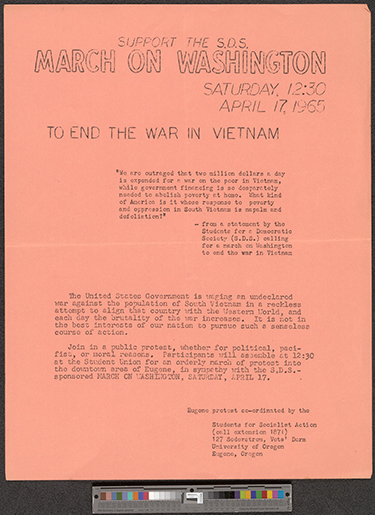 SUPPORT THE S.D.S.
MARCH ON WASHINGTON
SATURDAY, 12:30
APRIL 17, 1965
TO END THE WAR IN VIETNAM
"We are outraged that two million dollars a day
is expended for a war on the poor in Vietnam,
while government financing is so desperately
needed to abolish poverty at home. What kind
of America is it whose response to poverty
and oppression in South Vietnam is napalm and
defoliation?"
- from a statement by the
Students for a Democratic
Society (S.D.S.) calling
for a march on Washington
to end the war in Vietnam
The United States Government is waging an undeclared
war against the population of South Vietnam in a reckless
attempt to align that country with the Western World, and
each day the brutality of the war increases. It is not in
the best interests of our nation to pursue such a senseless
course of action.
Join in a public protest, whether for political, paci-
fist, or moral reasons. Participants will assemble at 12:30
at the Student Union for an orderly march of protest into
the downtown area of Eugene, in sympathy with the S.D.S.-
sponsored MARCH ON WASHINGTON, SATURDAY, APRIL 17.
Eugene protest co-ordinated by the
Students for Socialist Action
(cell extension 1871)
127 Soderstrom, Vets' Dorm
University of Oregon
Eugene, Oregon